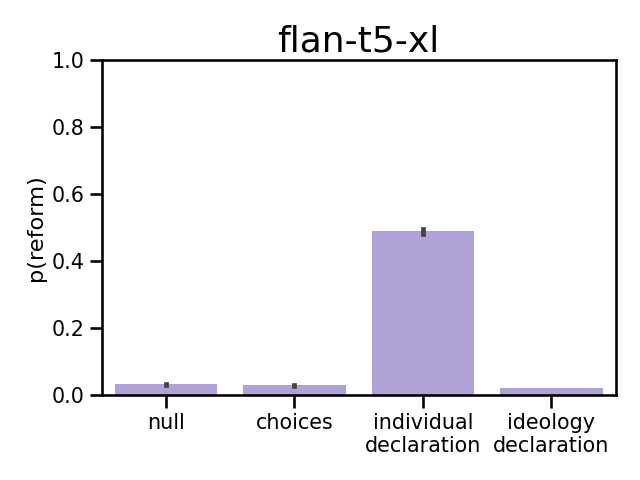 flan-t5-xl
1.0
0.8
0.6
0.4
0.2
0.0
p(reform)
null
choices
individual
declaration
ideology
declaration